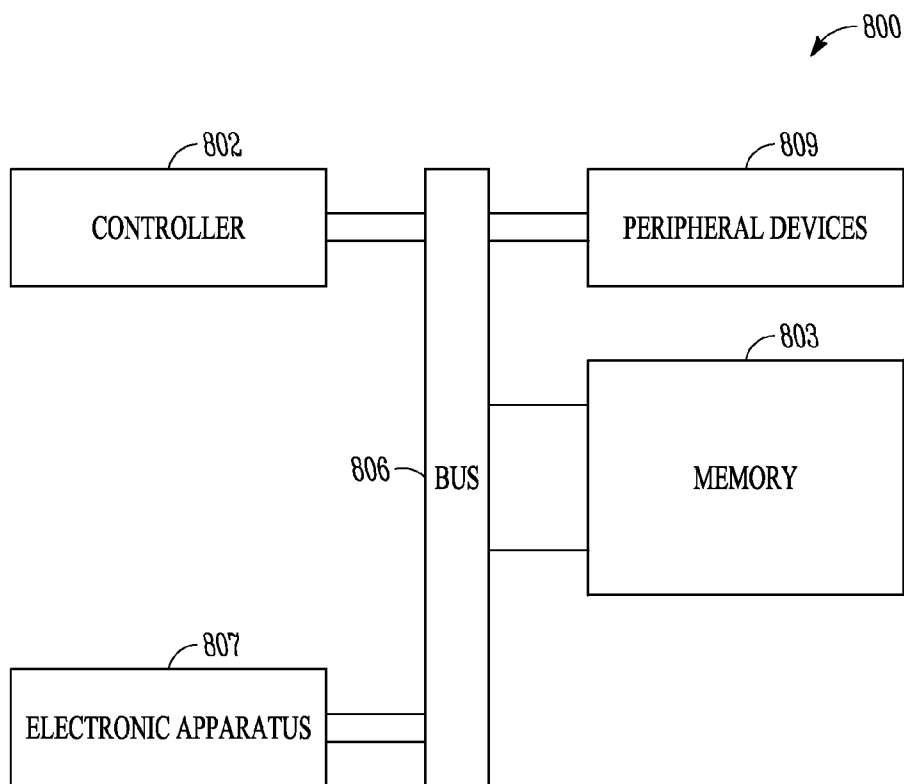 800
802
CONTROLLER
809
PERIPHERAL DEVICES
803
MEMORY
806
BUS
807
ELECTRONIC APPARATUS